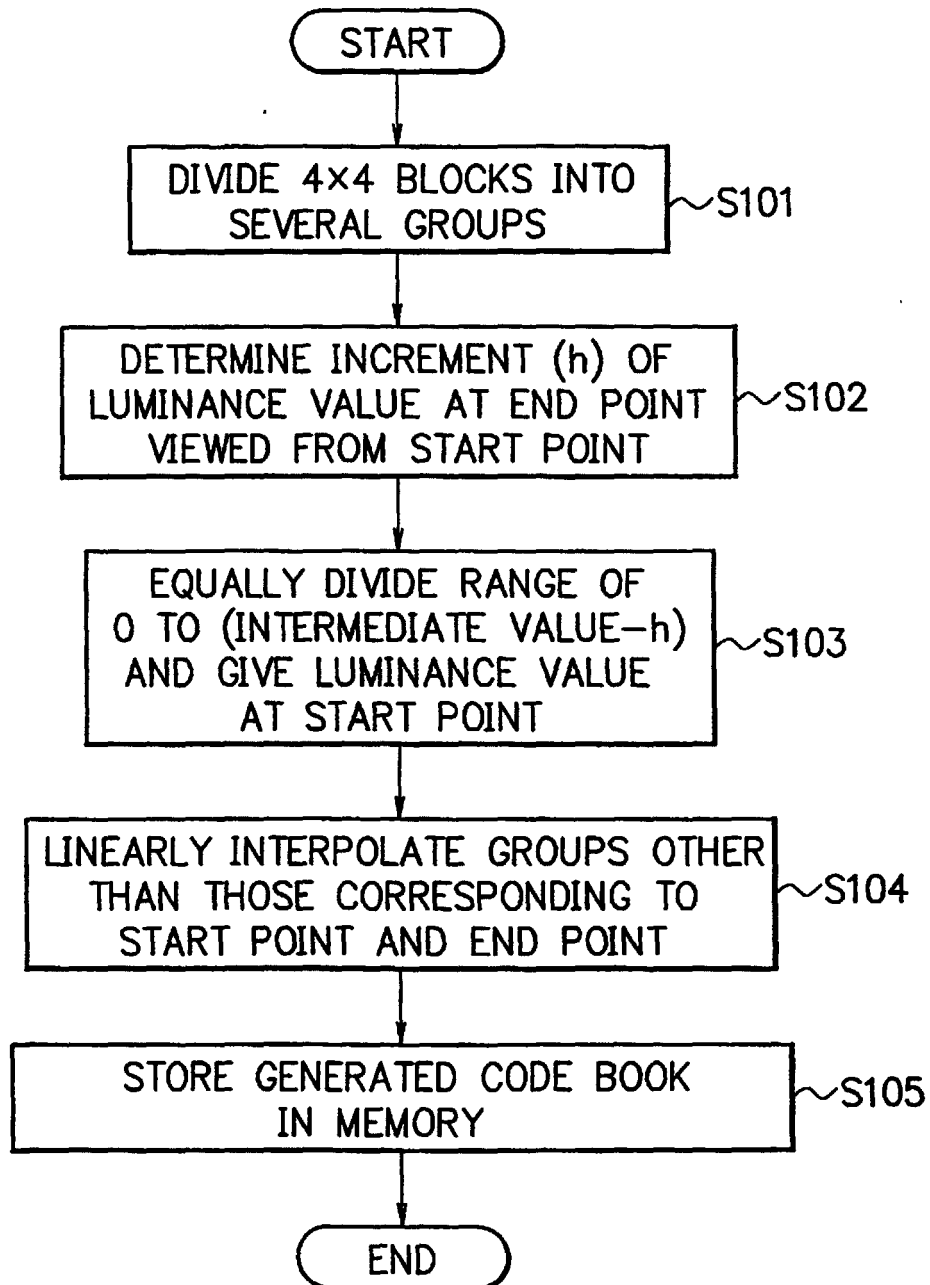 START
DIVIDE 4×4 BLOCKS INTO
SEVERAL GROUPS
S101
DETERMINE INCREMENT (h) OF
LUMINANCE VALUE AT END POINT
VIEWED FROM START POINT
S102
EQUALLY DIVIDE RANGE OF
0 TO (INTERMEDIATE VALUE-h)
AND GIVE LUMINANCE VALUE
AT START POINT
S103
LINEARLY INTERPOLATE GROUPS OTHER
THAN THOSE CORRESPONDING TO
START POINT AND END POINT
S104
STORE GENERATED CODE BOOK
IN MEMORY
S105
END